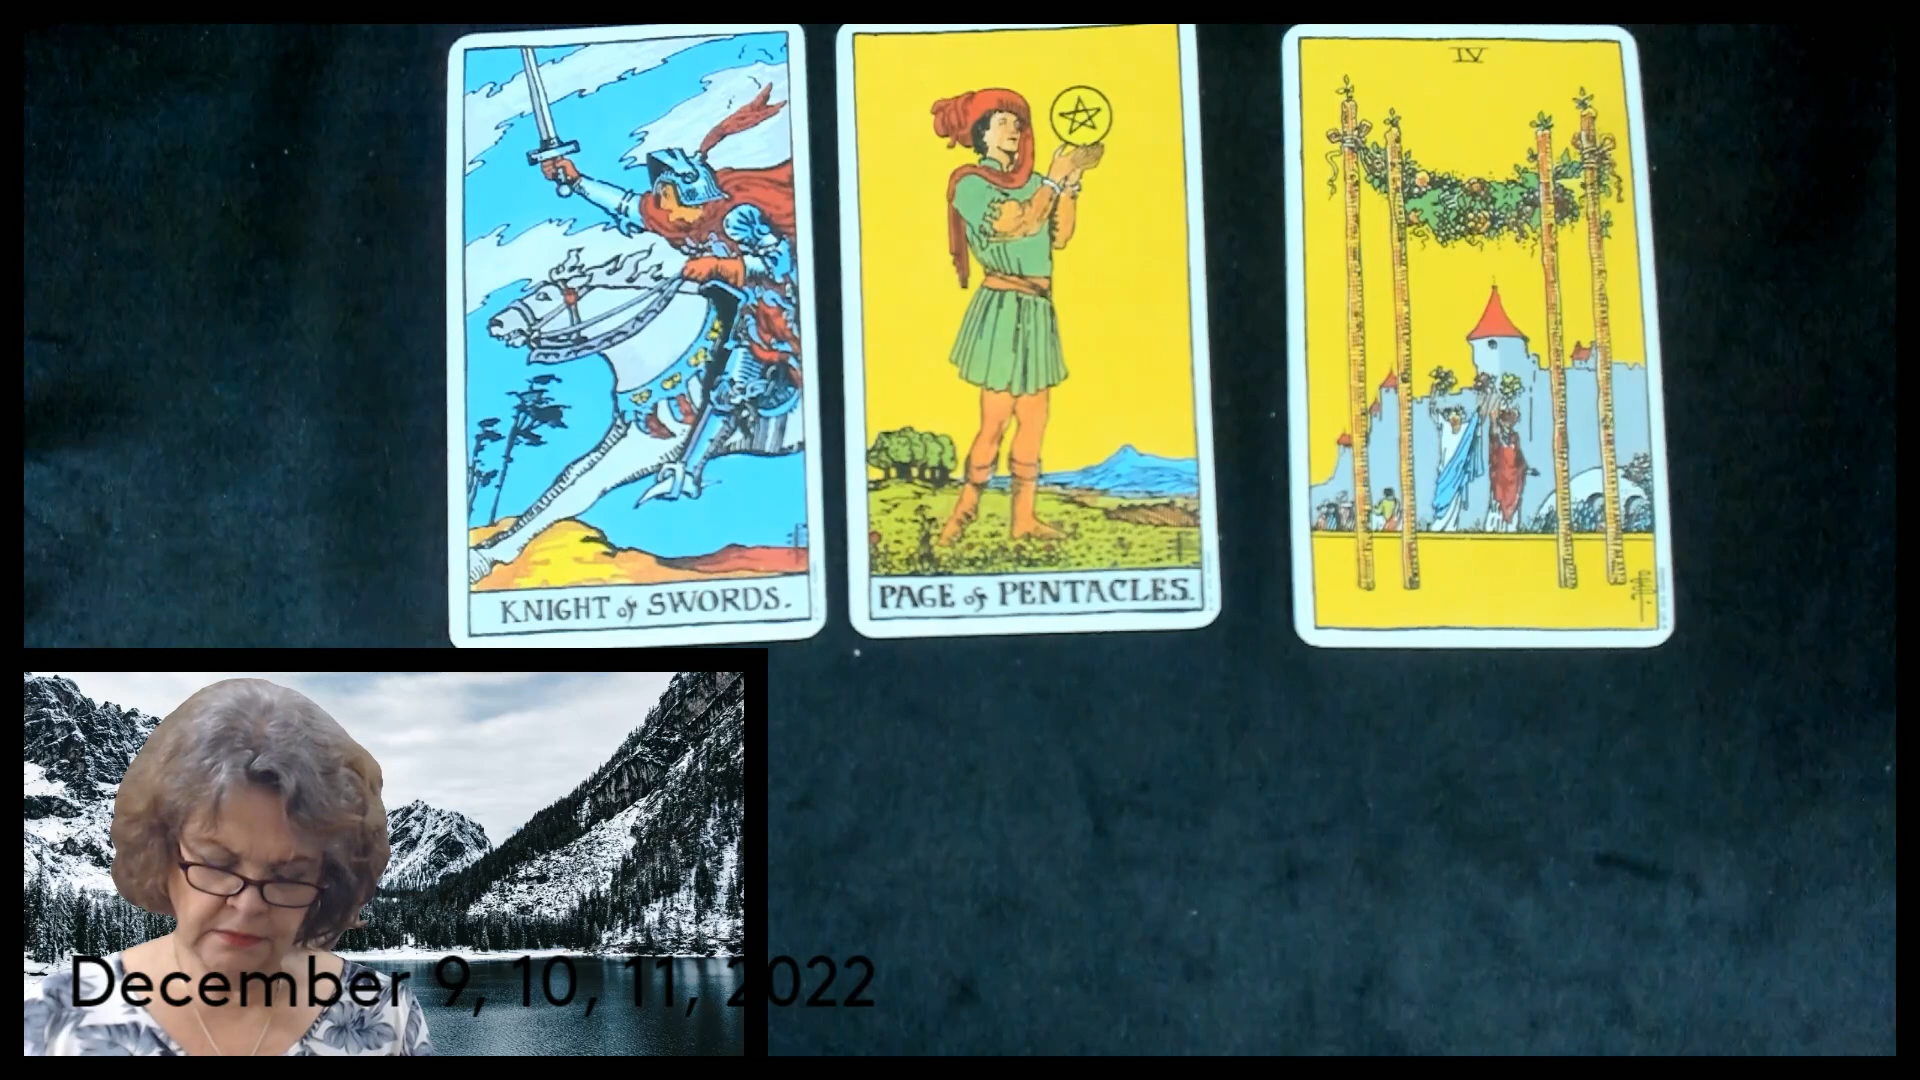 IV
KNIGHT of SWORDS.
PAGE of PENTACLES.
December 9, 10, 11, 2022